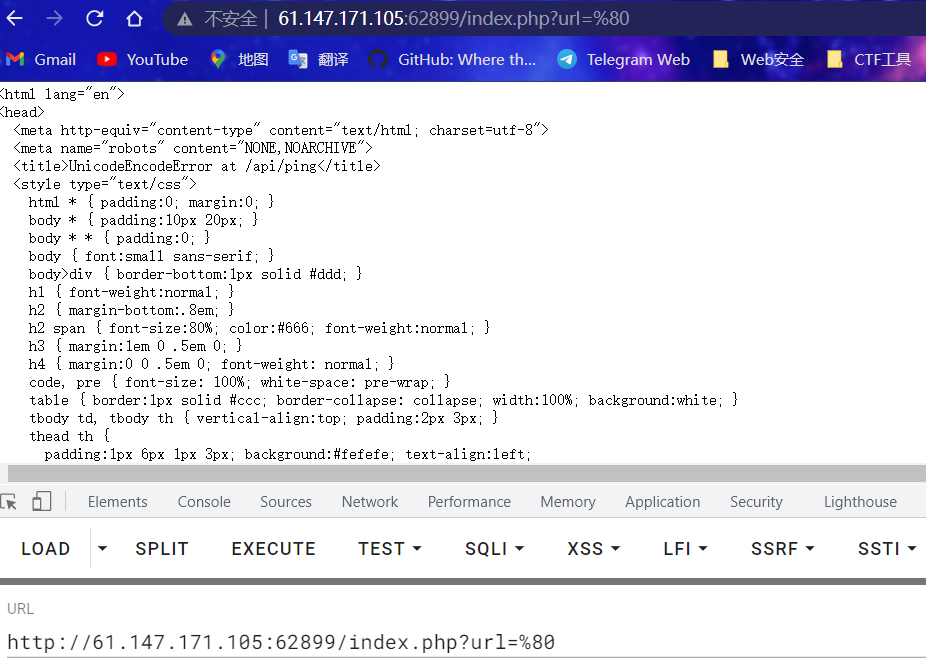 不安全 | 61.147.171.105:62899/index.php?url=%80
Gmail YouTube 地图 翻译 GitHub: Where th... Telegram Web Web安全 CTF工具
<html lang="en">
<head>
<meta http-equiv="content-type" content="text/html; charset=utf-8">
<meta name="robots" content="NONE,NOARCHIVE">
<title>UnicodeEncodeError at /api/ping</title>
<style type="text/css">
html * { padding:0; margin:0; }
body * { padding:10px 20px; }
body * * { padding:0; }
body { font:small sans-serif; }
body>div { border-bottom:1px solid #ddd; }
h1 { font-weight:normal; }
h2 { margin-bottom:.8em; }
h2 span { font-size:80%; color:#666; font-weight:normal; }
h3 { margin:1em 0 .5em 0; }
h4 { margin:0 0 .5em 0; font-weight: normal; }
code, pre { font-size: 100%; white-space: pre-wrap; }
table { border:1px solid #ccc; border-collapse: collapse; width:100%; background:white; }
tbody td, tbody th { vertical-align:top; padding:2px 3px; }
thead th {
padding:1px 6px 1px 3px; background:#fefefe; text-align:left;
Elements Console Sources Network Performance Memory Application Security Lighthouse
LOAD SPLIT EXECUTE TEST SQLI XSS LFI SSRF SSTI
URL
http://61.147.171.105:62899/index.php?url=%80